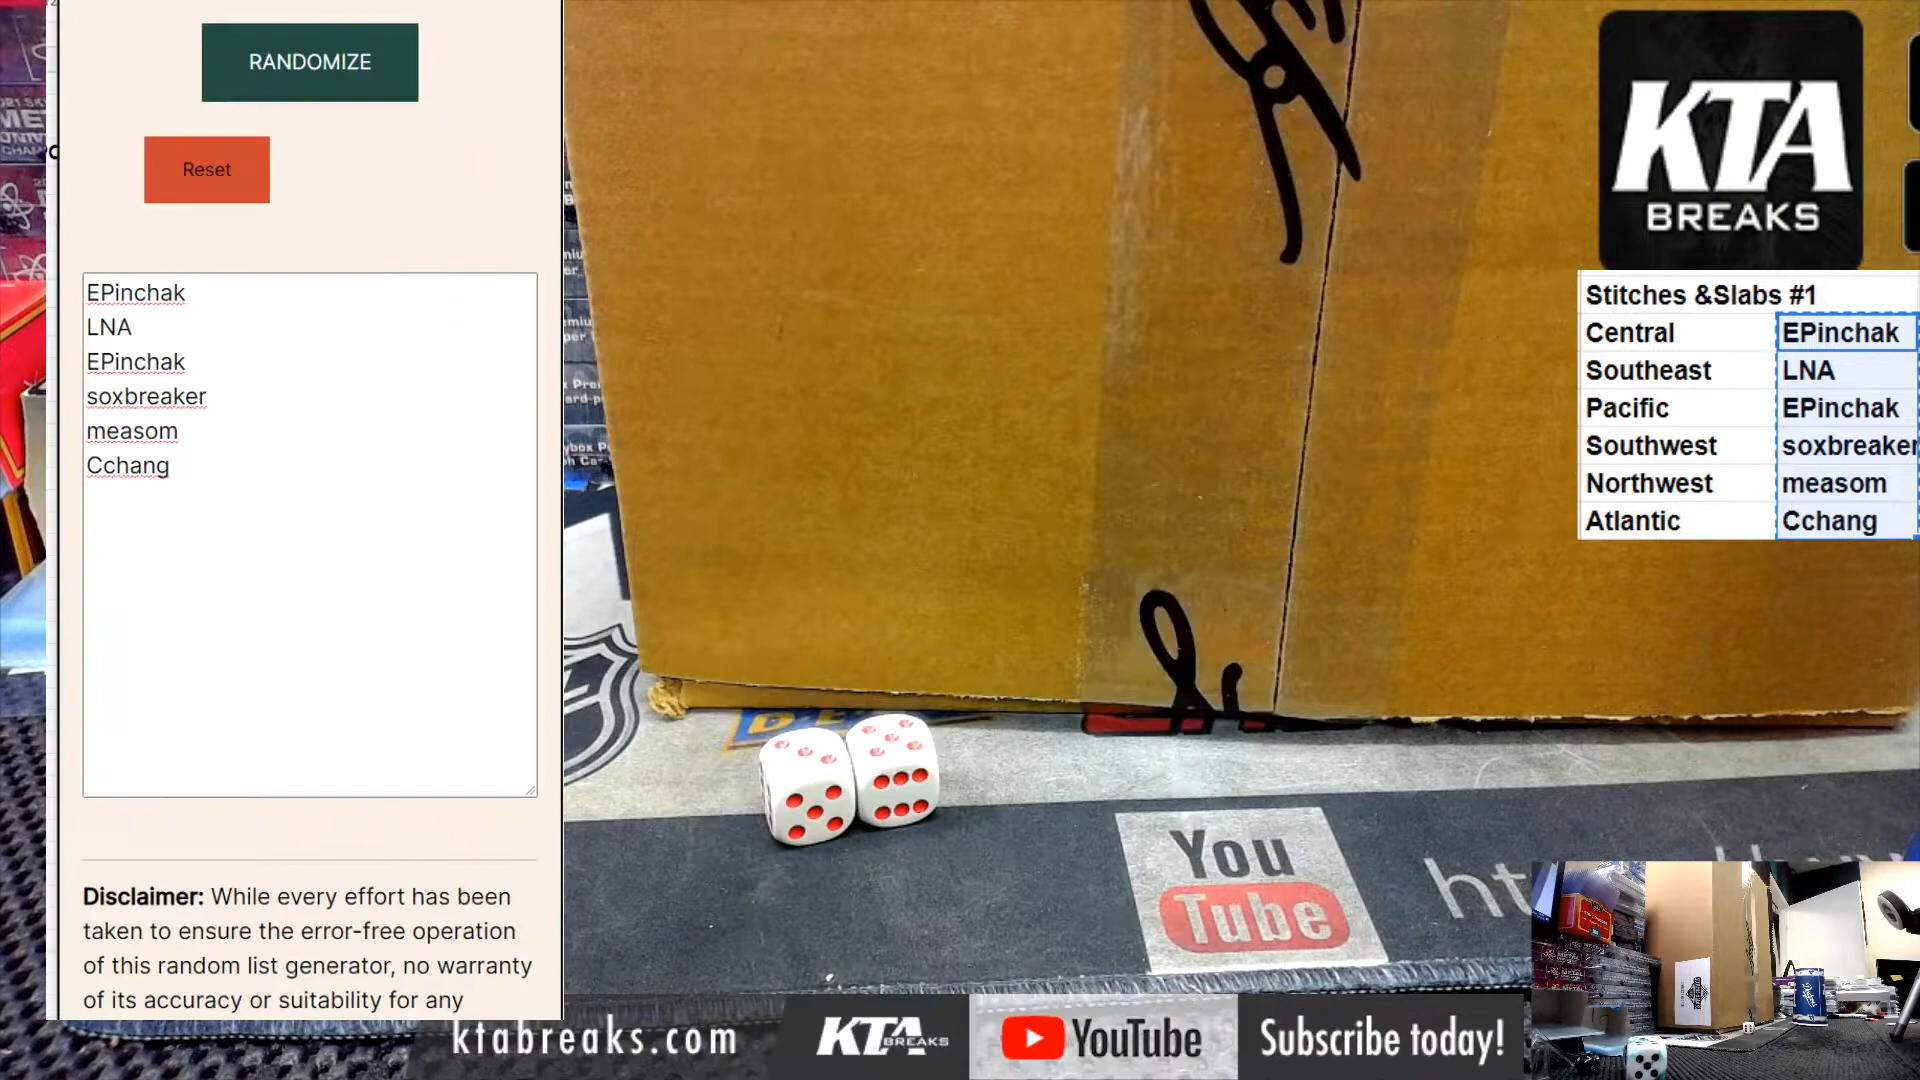 RANDOMIZE
Reset
EPinchak
LNA
EPinchak
soxbreaker
measom
Cchang
Disclaimer: While every effort has been
taken to ensure the error-free operation
of this random list generator, no warranty
of its accuracy or suitability for any
KTA
BREAKS
Stitches &Slabs #1
Central EPinchak
Southeast LNA
Pacific EPinchak
Southwest soxbreaker
Northwest measom
Atlantic Cchang
You
Tube
ht
ktabreaks.com
KTA
BREAKS
YouTube
Subscribe today!